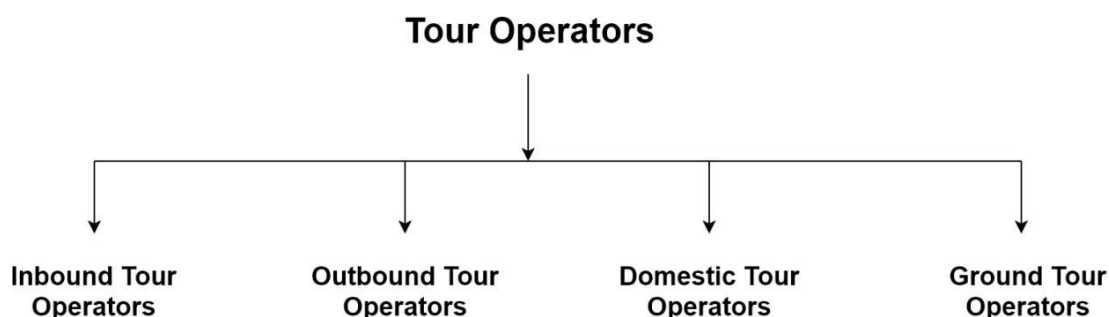 Tour Operators
Inbound Tour
Operators
Outbound Tour
Operators
Domestic Tour
Operators
Ground Tour
Operators